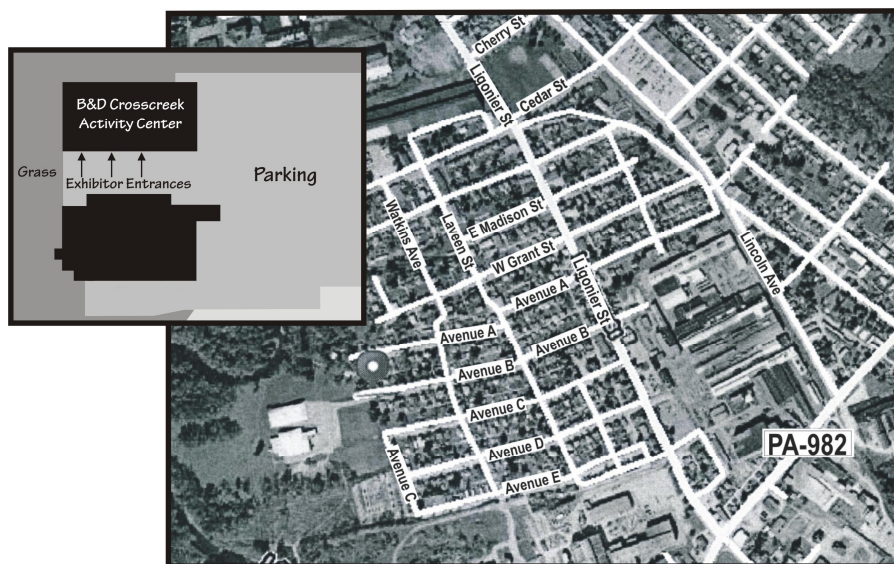 B&D Crosscreek
Activity Center
Grass
Exhibitor Entrances
Parking
Cherry St
Ligonier St
Cedar St
Watkins Ave
Laveen St
E Madison St
W Grant St
Ligonier St
Lincoln Ave
Avenue A
Avenue A
Avenue B
Avenue B
Avenue C
Avenue D
Avenue C
Avenue E
PA-982